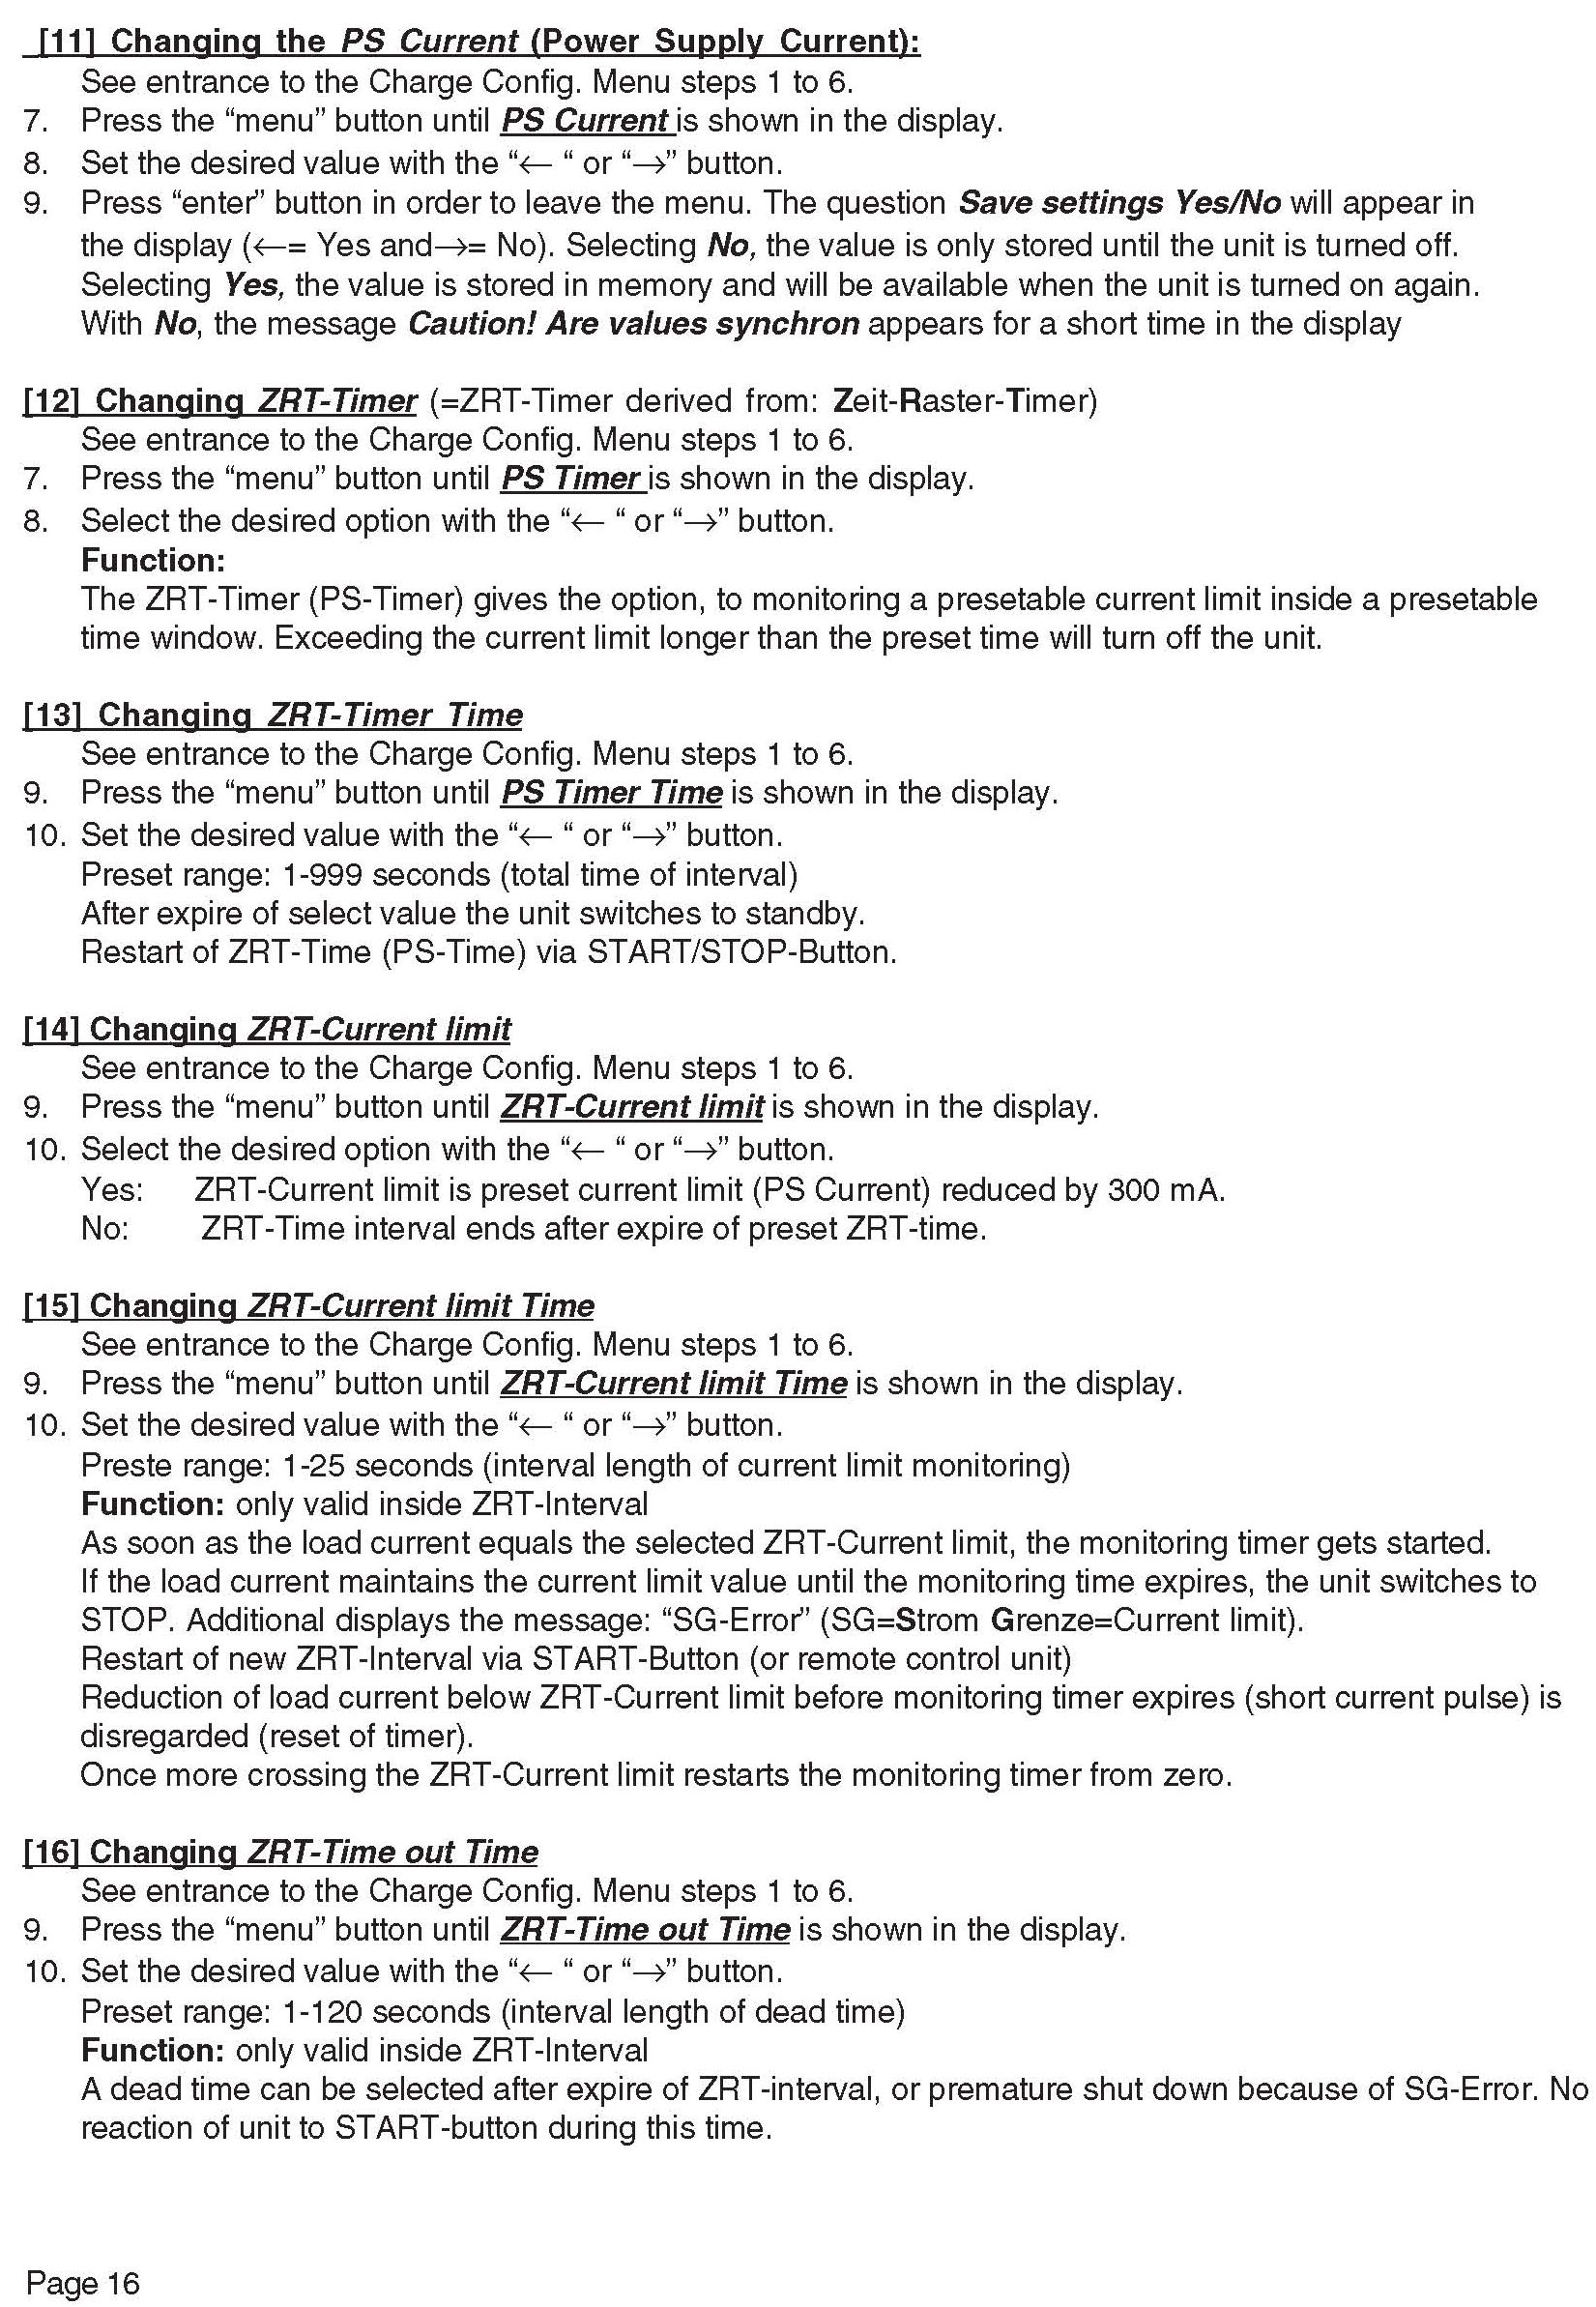 [11] Changing the PS Current (Power Supply Current):
See entrance to the Charge Config. Menu steps 1 to 6.
7. Press the “menu” button until PS Current is shown in the display.
8. Set the desired value with the “← “ or “→” button.
9. Press “enter” button in order to leave the menu. The question Save settings Yes/No will appear in
the display (←= Yes and→= No). Selecting No, the value is only stored until the unit is turned off.
Selecting Yes, the value is stored in memory and will be available when the unit is turned on again.
With No, the message Caution! Are values synchron appears for a short time in the display
[12] Changing ZRT-Timer (=ZRT-Timer derived from: Zeit-Raster-Timer)
See entrance to the Charge Config. Menu steps 1 to 6.
7. Press the “menu” button until PS Timer is shown in the display.
8. Select the desired option with the “← “ or “→” button.
Function:
The ZRT-Timer (PS-Timer) gives the option, to monitoring a presetable current limit inside a presetable
time window. Exceeding the current limit longer than the preset time will turn off the unit.
[13] Changing ZRT-Timer Time
See entrance to the Charge Config. Menu steps 1 to 6.
9. Press the “menu” button until PS Timer Time is shown in the display.
10. Set the desired value with the “← “ or “→” button.
Preset range: 1-999 seconds (total time of interval)
After expire of select value the unit switches to standby.
Restart of ZRT-Time (PS-Time) via START/STOP-Button.
[14] Changing ZRT-Current limit
See entrance to the Charge Config. Menu steps 1 to 6.
9. Press the “menu” button until ZRT-Current limit is shown in the display.
10. Select the desired option with the “← “ or “→” button.
Yes: ZRT-Current limit is preset current limit (PS Current) reduced by 300 mA.
No: ZRT-Time interval ends after expire of preset ZRT-time.
[15] Changing ZRT-Current limit Time
See entrance to the Charge Config. Menu steps 1 to 6.
9. Press the “menu” button until ZRT-Current limit Time is shown in the display.
10. Set the desired value with the “← “ or “→” button.
Preste range: 1-25 seconds (interval length of current limit monitoring)
Function: only valid inside ZRT-Interval
As soon as the load current equals the selected ZRT-Current limit, the monitoring timer gets started.
If the load current maintains the current limit value until the monitoring time expires, the unit switches to
STOP. Additional displays the message: “SG-Error” (SG=Strom Grenze=Current limit).
Restart of new ZRT-Interval via START-Button (or remote control unit)
Reduction of load current below ZRT-Current limit before monitoring timer expires (short current pulse) is
disregarded (reset of timer).
Once more crossing the ZRT-Current limit restarts the monitoring timer from zero.
[16] Changing ZRT-Time out Time
See entrance to the Charge Config. Menu steps 1 to 6.
9. Press the “menu” button until ZRT-Time out Time is shown in the display.
10. Set the desired value with the “← “ or “→” button.
Preset range: 1-120 seconds (interval length of dead time)
Function: only valid inside ZRT-Interval
A dead time can be selected after expire of ZRT-interval, or premature shut down because of SG-Error. No
reaction of unit to START-button during this time.
Page 16